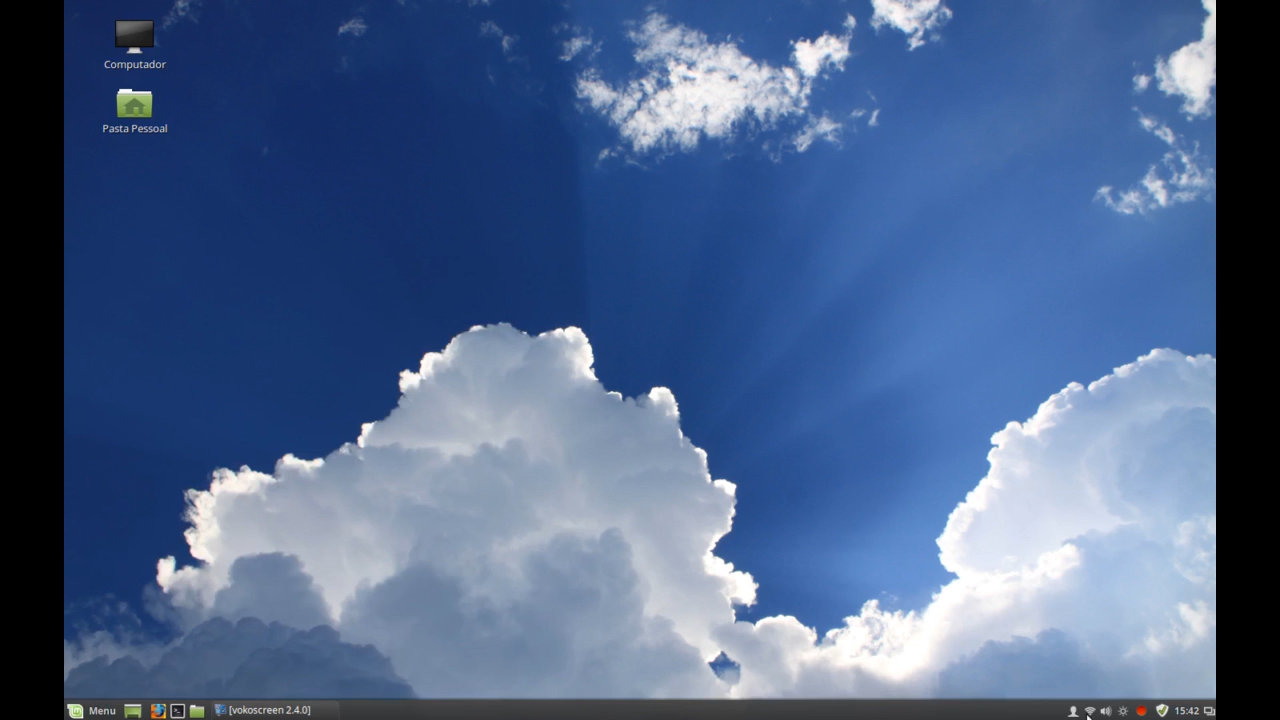 Computador
Pasta Pessoal
Menu
[vokoscreen 2.4.0]
15:42